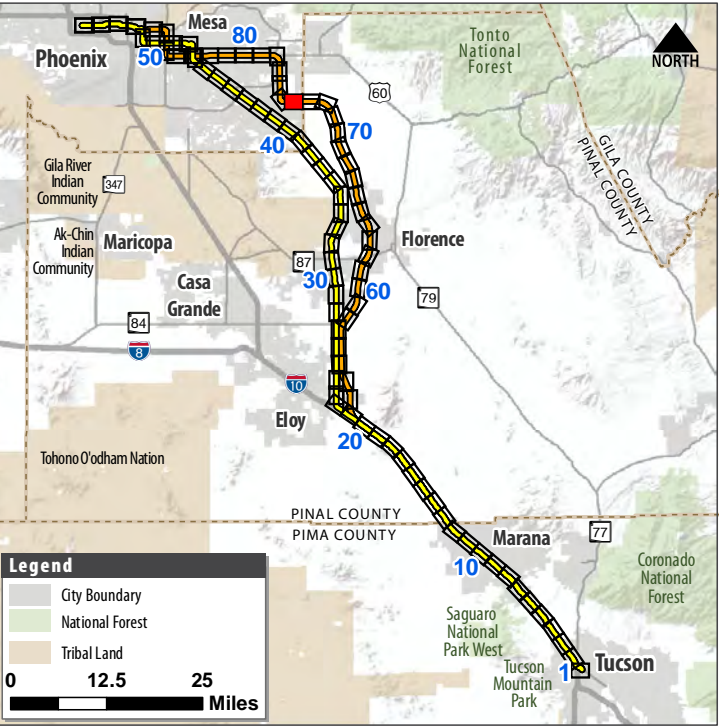 Mesa
80
Tonto
National
Forest
NORTH
Phoenix
50
60
70
40
GILA COUNTY
PINAL COUNTY
Gila River
Indian
Community
347
Ak-Chin
Indian
Community
Maricopa
Florence
87
30
60
Casa
Grande
79
84
8
10
Eloy
20
Tohono O'odham Nation
PINAL COUNTY
PIMA COUNTY
Marana
77
10
Coronado
National
Forest
Saguaro
National
Park West
Tucson
Mountain
Park
1
Tucson
Legend
City Boundary
National Forest
Tribal Land
0 12.5 25
Miles